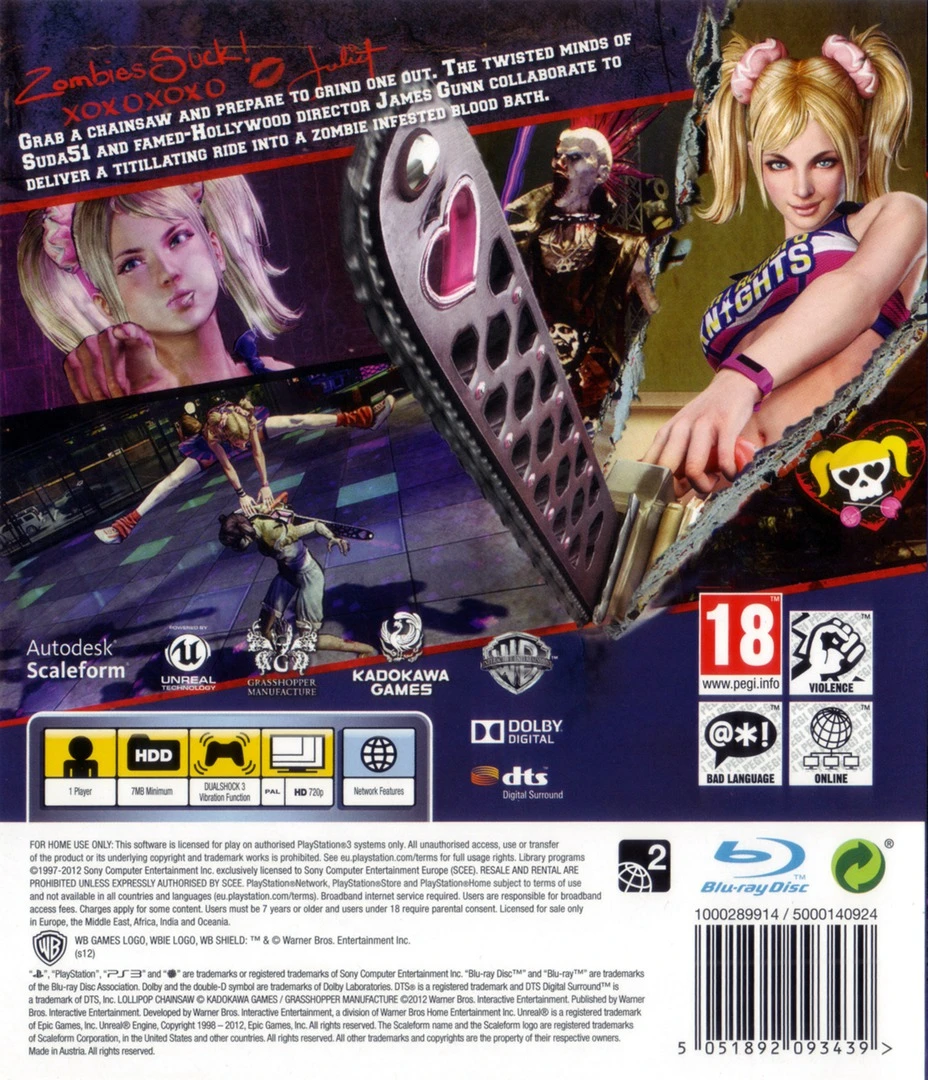 Zombies Suck!
xoxoxoxo
Juliet
GRAB A CHAINSAW AND PREPARE TO GRIND ONE OUT. THE TWISTED MINDS OF
SUDA51 AND FAMED-HOLLYWOOD DIRECTOR JAMES GUNN COLLABORATE TO
DELIVER A TITILLATING RIDE INTO A ZOMBIE INFESTED BLOOD BATH.
KNIGHTS
Autodesk®
Scaleform®
POWERED BY
UNREAL
TECHNOLOGY
GRASSHOPPER
MANUFACTURE
KADOKAWA
GAMES
WB
18
www.pegi.info
VIOLENCE
@*!
BAD LANGUAGE
ONLINE
DOLBY
DIGITAL
dts
Digital Surround
1 Player
HDD
7MB Minimum
DUALSHOCK 3
Vibration Function
PAL
HD 720p
Network Features
FOR HOME USE ONLY: This software is licensed for play on authorised PlayStation®3 systems only. All unauthorised access, use or transfer
of the product or its underlying copyright and trademark works is prohibited. See eu.playstation.com/terms for full usage rights. Library programs
©1997-2012 Sony Computer Entertainment Inc. exclusively licensed to Sony Computer Entertainment Europe (SCEE). RESALE AND RENTAL ARE
PROHIBITED UNLESS EXPRESSLY AUTHORISED BY SCEE. PlayStation®Network, PlayStation®Store and PlayStation®Home subject to terms of use
and not available in all countries and languages (eu.playstation.com/terms). Broadband internet service required. Users are responsible for broadband
access fees. Charges apply for some content. Users must be 7 years or older and users under 18 require parental consent. Licensed for sale only
in Europe, the Middle East, Africa, India and Oceania.
2
Blu-ray Disc™
1000289914 / 5000140924
WB GAMES LOGO, WBIE LOGO, WB SHIELD: ™ & © Warner Bros. Entertainment Inc.
(s12)
"", "PlayStation", "PS3" and "" are trademarks or registered trademarks of Sony Computer Entertainment Inc. "Blu-ray Disc™" and "Blu-ray™" are trademarks
of the Blu-ray Disc Association. Dolby and the double-D symbol are trademarks of Dolby Laboratories. DTS® is a registered trademark and DTS Digital Surround™ is
a trademark of DTS, Inc. LOLLIPOP CHAINSAW © KADOKAWA GAMES / GRASSHOPPER MANUFACTURE ©2012 Warner Bros. Interactive Entertainment. Published by Warner
Bros. Interactive Entertainment. Developed by Warner Bros. Interactive Entertainment, a division of Warner Bros Home Entertainment Inc. Unreal® is a registered trademark
of Epic Games, Inc. Unreal® Engine, Copyright 1998 – 2012, Epic Games, Inc. All rights reserved. The Scaleform name and the Scaleform logo are registered trademarks
of Scaleform Corporation, in the United States and other countries. All rights reserved. All other trademarks and copyrights are the property of their respective owners.
Made in Austria. All rights reserved.
5 051892 093439 >